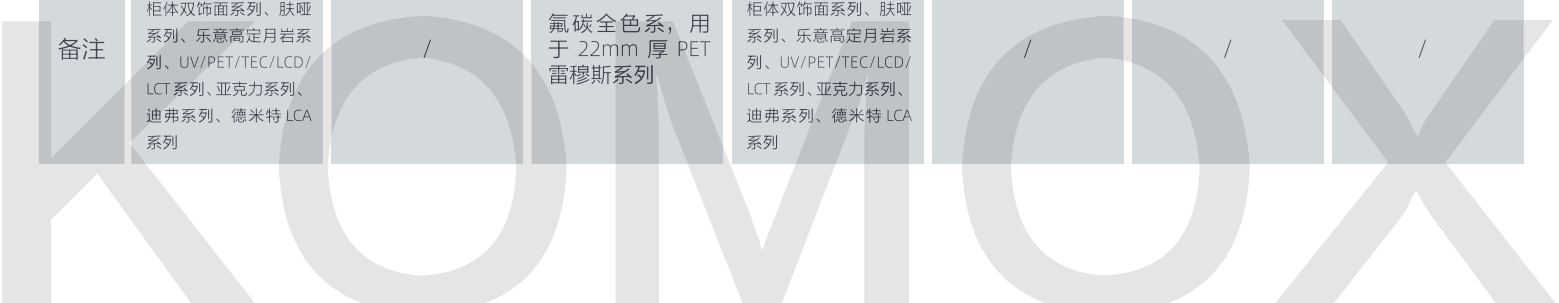 备注
柜体双饰面系列、肤哑
系列、乐意高定月岩系
列、UV/PET/TEC/LCD/
LCT系列、亚克力系列、
迪弗系列、德米特 LCA
系列
/
氟碳全色系，用
于 22mm 厚 PET
雷穆斯系列
柜体双饰面系列、肤哑
系列、乐意高定月岩系
列、UV/PET/TEC/LCD/
LCT系列、亚克力系列、
迪弗系列、德米特 LCA
系列
/
/
/
KOMOX